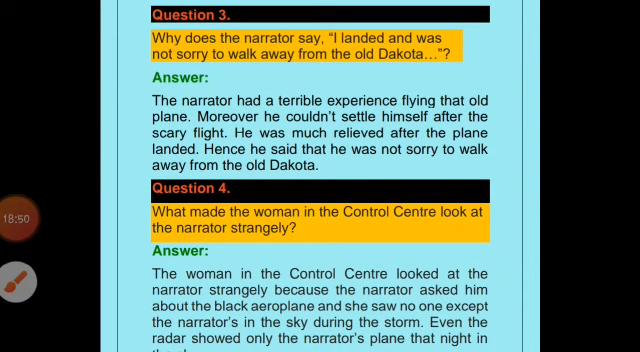 Question 3.
Why does the narrator say, “I landed and was
not sorry to walk away from the old Dakota…”?
Answer:
The narrator had a terrible experience flying that old
plane. Moreover he couldn’t settle himself after the
scary flight. He was much relieved after the plane
landed. Hence he said that he was not sorry to walk
away from the old Dakota.
Question 4.
What made the woman in the Control Centre look at
the narrator strangely?
Answer:
The woman in the Control Centre looked at the
narrator strangely because the narrator asked him
about the black aeroplane and she saw no one except
the narrator’s in the sky during the storm. Even the
radar showed only the narrator’s plane that night in
18:50